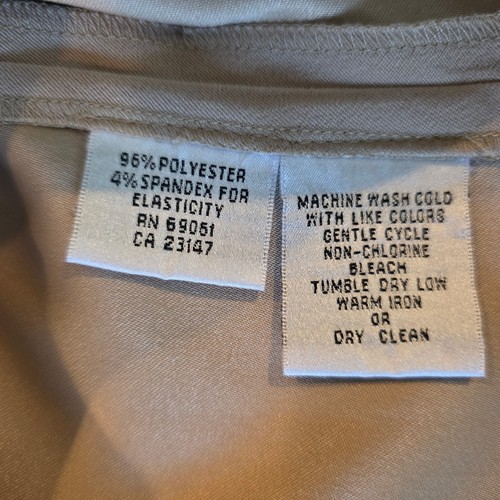 96% POLYESTER
4% SPANDEX FOR
ELASTICITY
RN 69051
CA 23147
MACHINE WASH COLD
WITH LIKE COLORS
GENTLE CYCLE
NON-CHLORINE
BLEACH
TUMBLE DRY LOW
WARM IRON
OR
DRY CLEAN